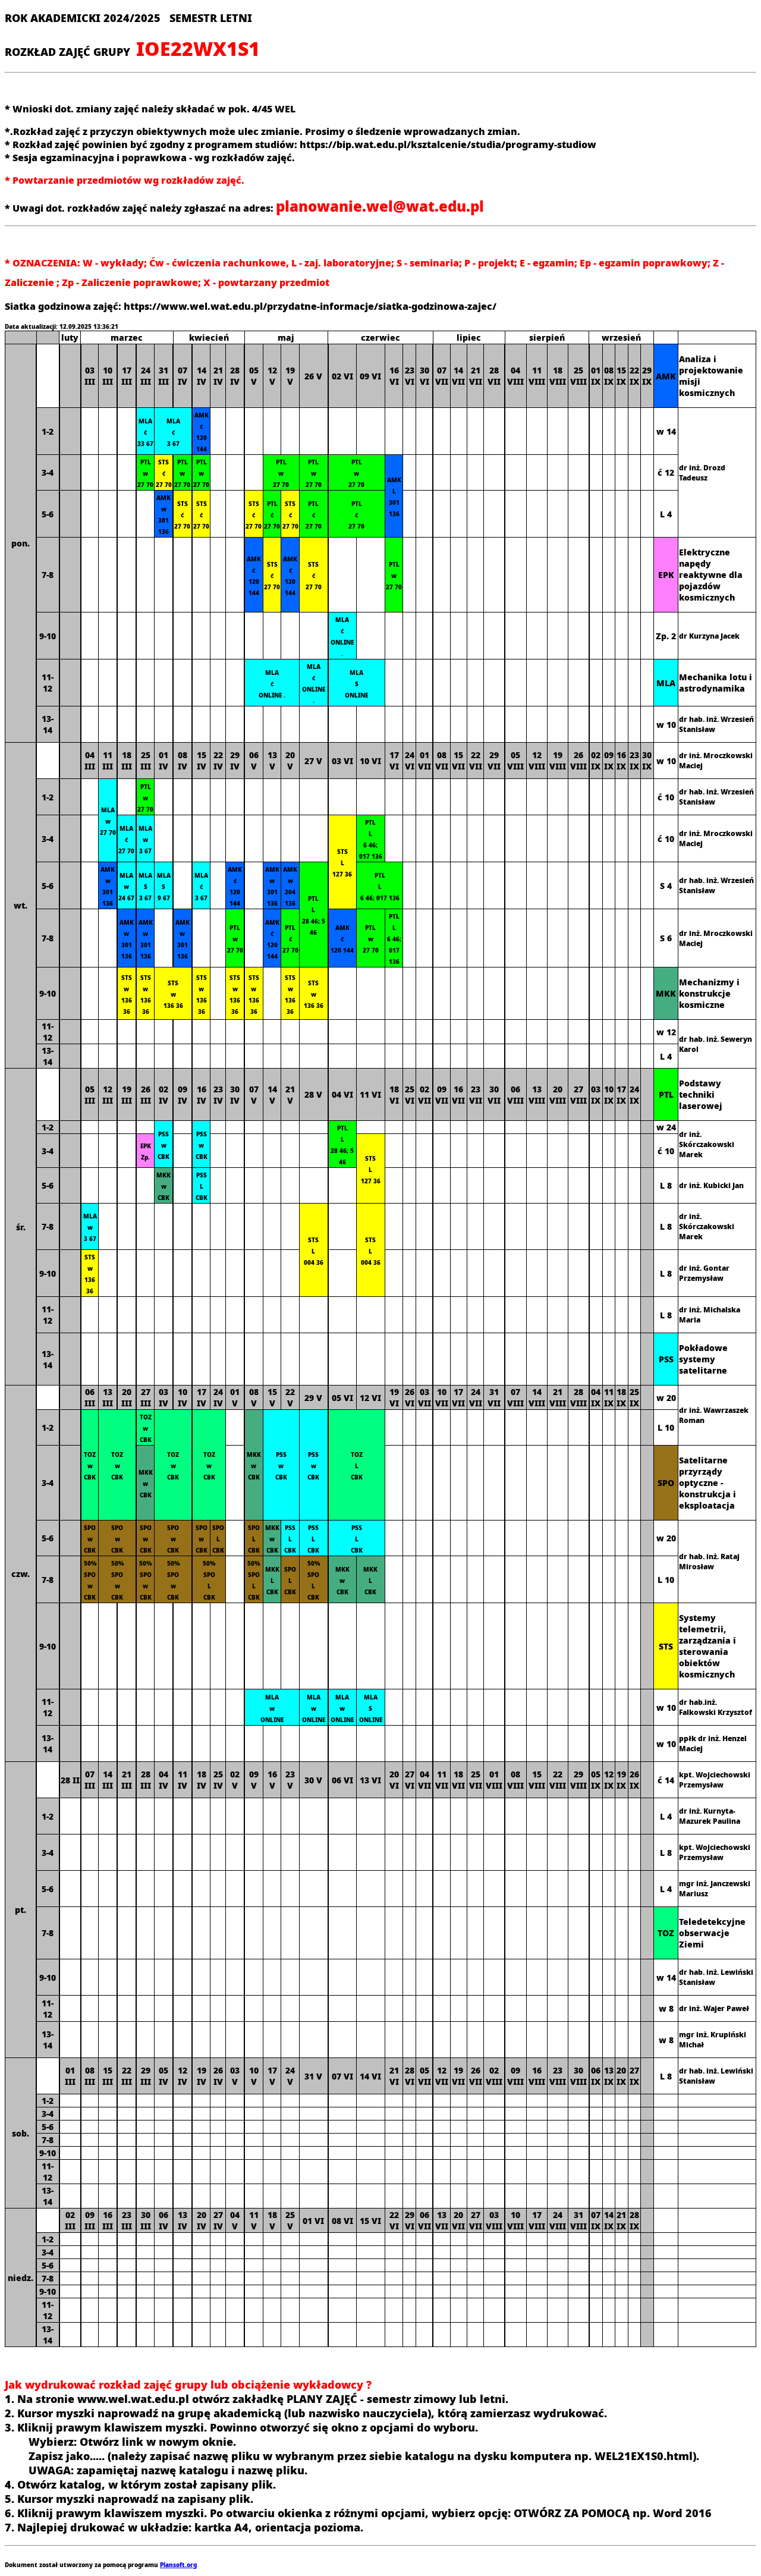 ROK AKADEMICKI 2024/2025 SEMESTR LETNI
ROZKŁAD ZAJĘĆ GRUPY IOE22WX1S1
* Wnioski dot. zmiany zajęć należy składać w pok. 4/45 WEL
*.Rozkład zajęć z przyczyn obiektywnych może ulec zmianie. Prosimy o śledzenie wprowadzanych zmian.
* Rozkład zajęć powinien być zgodny z programem studiów: https://bip.wat.edu.pl/ksztalcenie/studia/programy-studiow
* Sesja egzaminacyjna i poprawkowa - wg rozkładów zajęć.
* Powtarzanie przedmiotów wg rozkładów zajęć.
* Uwagi dot. rozkładów zajęć należy zgłaszać na adres: planowanie.wel@wat.edu.pl
* OZNACZENIA: W - wykłady; Ćw - ćwiczenia rachunkowe, L - zaj. laboratoryjne; S - seminaria; P - projekt; E - egzamin; Ep - egzamin poprawkowy; Z -
Zaliczenie ; Zp - Zaliczenie poprawkowe; X - powtarzany przedmiot
Siatka godzinowa zajęć: https://www.wel.wat.edu.pl/przydatne-informacje/siatka-godzinowa-zajec/
Data aktualizacji: 12.09.2025 13:36:21
luty marzec kwiecień maj czerwiec lipiec sierpień wrzesień
pon. 03 III 10 III 17 III 24 III 31 III 07 IV 14 IV 21 IV 28 IV 05 V 12 V 19 V 26 V 02 VI 09 VI 16 VI 23 VI 30 VI 07 VII 14 VII 21 VII 28 VII 04 VIII 11 VIII 18 VIII 25 VIII 01 IX 08 IX 15 IX 22 IX 29 IX AMK Analiza i projektowanie misji kosmicznych
1-2 MLA ć 33 67 MLA ć 3 67 AMK ć 120 144 w 14 dr inż. Drozd Tadeusz
3-4 PTL w 27 70 STS ć 27 70 PTL w 27 70 PTL w 27 70 PTL w 27 70 PTL w 27 70 PTL w 27 70 AMK L 301 136 ć 12
5-6 AMK w 301 136 STS ć 27 70 STS ć 27 70 STS ć 27 70 PTL ć 27 70 STS ć 27 70 PTL ć 27 70 PTL ć 27 70 L 4
7-8 AMK ć 120 144 STS ć 27 70 AMK ć 120 144 STS ć 27 70 PTL w 27 70 EPK Elektryczne napędy reaktywne dla pojazdów kosmicznych
9-10 MLA ć ONLINE . Zp. 2 dr Kurzyna Jacek
11-12 MLA ć ONLINE . MLA ć ONLINE . MLA S ONLINE MLA Mechanika lotu i astrodynamika
13-14 w 10 dr hab. inż. Wrzesień Stanisław
wt. 04 III 11 III 18 III 25 III 01 IV 08 IV 15 IV 22 IV 29 IV 06 V 13 V 20 V 27 V 03 VI 10 VI 17 VI 24 VI 01 VII 08 VII 15 VII 22 VII 29 VII 05 VIII 12 VIII 19 VIII 26 VIII 02 IX 09 IX 16 IX 23 IX 30 IX w 10 dr inż. Mroczkowski Maciej
1-2 MLA w 27 70 PTL w 27 70 ć 10 dr hab. inż. Wrzesień Stanisław
3-4 MLA ć 27 70 MLA w 3 67 STS L 127 36 PTL L 6 46; 017 136 ć 10 dr inż. Mroczkowski Maciej
5-6 AMK w 301 136 MLA w 24 67 MLA S 3 67 MLA S 9 67 MLA ć 3 67 AMK ć 120 144 AMK w 301 136 AMK w 204 136 PTL L 28 46; 5 46 PTL L 6 46; 017 136 S 4 dr hab. inż. Wrzesień Stanisław
7-8 AMK w 301 136 AMK w 301 136 AMK w 301 136 PTL w 27 70 AMK ć 120 144 PTL ć 27 70 AMK ć 120 144 PTL w 27 70 PTL L 6 46; 017 136 S 6 dr inż. Mroczkowski Maciej
9-10 STS w 136 36 STS w 136 36 STS w 136 36 STS w 136 36 STS w 136 36 STS w 136 36 STS w 136 36 STS w 136 36 MKK Mechanizmy i konstrukcje kosmiczne
11-12 w 12 dr hab. inż. Seweryn Karol
13-14 L 4
śr. 05 III 12 III 19 III 26 III 02 IV 09 IV 16 IV 23 IV 30 IV 07 V 14 V 21 V 28 V 04 VI 11 VI 18 VI 25 VI 02 VII 09 VII 16 VII 23 VII 30 VII 06 VIII 13 VIII 20 VIII 27 VIII 03 IX 10 IX 17 IX 24 IX PTL Podstawy techniki laserowej
1-2 PSS w CBK PSS w CBK PTL L 28 46; 5 46 w 24 dr inż. Skórczakowski Marek
3-4 EPK Zp. STS L 127 36 ć 10
5-6 MKK w CBK PSS L CBK L 8 dr inż. Kubicki Jan
7-8 MLA w 3 67 STS L 004 36 STS L 004 36 L 8 dr inż. Skórczakowski Marek
9-10 STS w 136 36 L 8 dr inż. Gontar Przemysław
11-12 L 8 dr inż. Michalska Maria
13-14 PSS Pokładowe systemy satelitarne
czw. 06 III 13 III 20 III 27 III 03 IV 10 IV 17 IV 24 IV 01 V 08 V 15 V 22 V 29 V 05 VI 12 VI 19 VI 26 VI 03 VII 10 VII 17 VII 24 VII 31 VII 07 VIII 14 VIII 21 VIII 28 VIII 04 IX 11 IX 18 IX 25 IX w 20 dr inż. Wawrzaszek Roman
1-2 TOZ w CBK TOZ w CBK TOZ w CBK TOZ w CBK TOZ w CBK MKK w CBK PSS w CBK PSS w CBK TOZ L CBK L 10
3-4 MKK w CBK SPO Satelitarne przyrządy optyczne - konstrukcja i eksploatacja
5-6 SPO w CBK SPO w CBK SPO w CBK SPO w CBK SPO w CBK SPO L CBK SPO L CBK MKK w CBK PSS L CBK PSS L CBK PSS L CBK w 20 dr hab. inż. Rataj Mirosław
7-8 50% SPO w CBK 50% SPO w CBK 50% SPO w CBK 50% SPO w CBK 50% SPO L CBK 50% SPO L CBK MKK L CBK SPO L CBK 50% SPO L CBK MKK w CBK MKK L CBK L 10
9-10 STS Systemy telemetrii, zarządzania i sterowania obiektów kosmicznych
11-12 MLA w ONLINE MLA w ONLINE MLA w ONLINE MLA S ONLINE w 10 dr hab.inż. Falkowski Krzysztof
13-14 w 10 ppłk dr inż. Henzel Maciej
pt. 28 II 07 III 14 III 21 III 28 III 04 IV 11 IV 18 IV 25 IV 02 V 09 V 16 V 23 V 30 V 06 VI 13 VI 20 VI 27 VI 04 VII 11 VII 18 VII 25 VII 01 VIII 08 VIII 15 VIII 22 VIII 29 VIII 05 IX 12 IX 19 IX 26 IX ć 14 kpt. Wojciechowski Przemysław
1-2 L 4 dr inż. Kurnyta-Mazurek Paulina
3-4 L 8 kpt. Wojciechowski Przemysław
5-6 L 4 mgr inż. Janczewski Mariusz
7-8 TOZ Teledetekcyjne obserwacje Ziemi
9-10 w 14 dr hab. inż. Lewiński Stanisław
11-12 w 8 dr inż. Wajer Paweł
13-14 w 8 mgr inż. Krupiński Michał
sob. 01 III 08 III 15 III 22 III 29 III 05 IV 12 IV 19 IV 26 IV 03 V 10 V 17 V 24 V 31 V 07 VI 14 VI 21 VI 28 VI 05 VII 12 VII 19 VII 26 VII 02 VIII 09 VIII 16 VIII 23 VIII 30 VIII 06 IX 13 IX 20 IX 27 IX L 8 dr hab. inż. Lewiński Stanisław
1-2
3-4
5-6
7-8
9-10
11-12
13-14
niedz. 02 III 09 III 16 III 23 III 30 III 06 IV 13 IV 20 IV 27 IV 04 V 11 V 18 V 25 V 01 VI 08 VI 15 VI 22 VI 29 VI 06 VII 13 VII 20 VII 27 VII 03 VIII 10 VIII 17 VIII 24 VIII 31 VIII 07 IX 14 IX 21 IX 28 IX
1-2
3-4
5-6
7-8
9-10
11-12
13-14
Jak wydrukować rozkład zajęć grupy lub obciążenie wykładowcy ?
1. Na stronie www.wel.wat.edu.pl otwórz zakładkę PLANY ZAJĘĆ - semestr zimowy lub letni.
2. Kursor myszki naprowadź na grupę akademicką (lub nazwisko nauczyciela), którą zamierzasz wydrukować.
3. Kliknij prawym klawiszem myszki. Powinno otworzyć się okno z opcjami do wyboru.
Wybierz: Otwórz link w nowym oknie.
Zapisz jako..... (należy zapisać nazwę pliku w wybranym przez siebie katalogu na dysku komputera np. WEL21EX1S0.html).
UWAGA: zapamiętaj nazwę katalogu i nazwę pliku.
4. Otwórz katalog, w którym został zapisany plik.
5. Kursor myszki naprowadź na zapisany plik.
6. Kliknij prawym klawiszem myszki. Po otwarciu okienka z różnymi opcjami, wybierz opcję: OTWÓRZ ZA POMOCĄ np. Word 2016
7. Najlepiej drukować w układzie: kartka A4, orientacja pozioma.
Dokument został utworzony za pomocą programu Plansoft.org